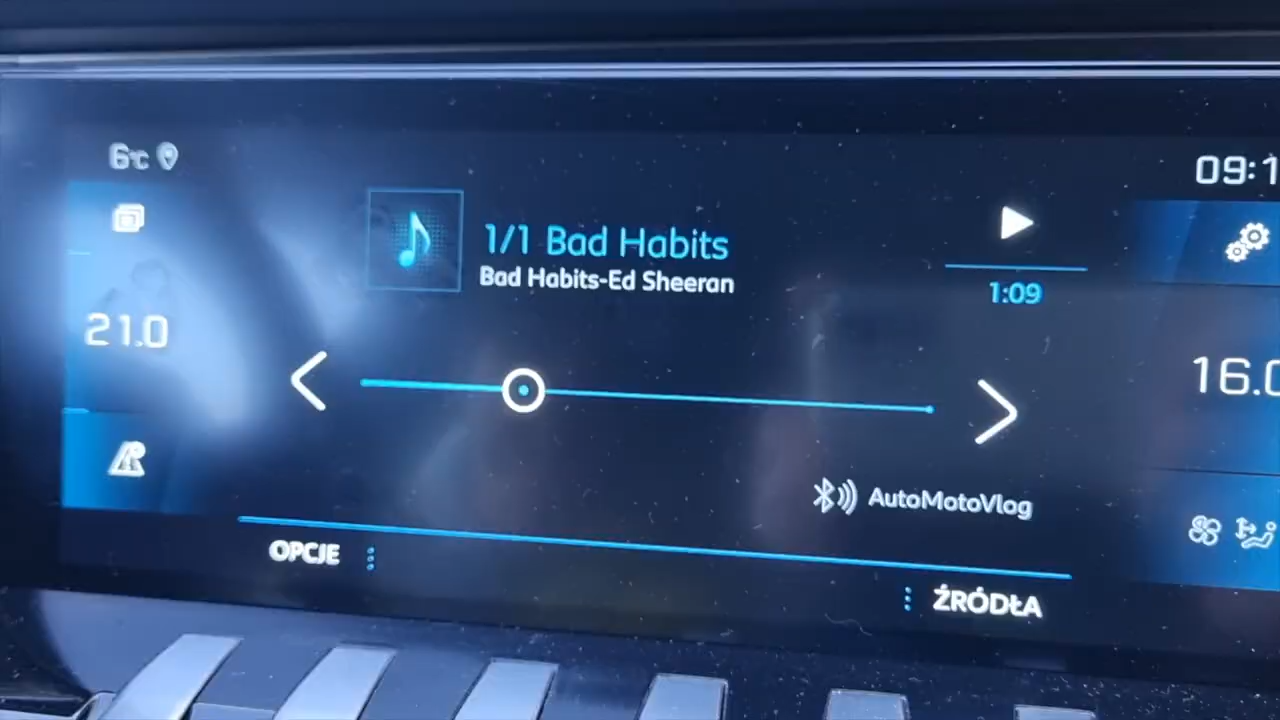 6°C
09:1
1/1 Bad Habits
Bad Habits-Ed Sheeran
1:09
21.0
16.0
AutoMotoVlog
OPCJE
ŹRÓDŁA